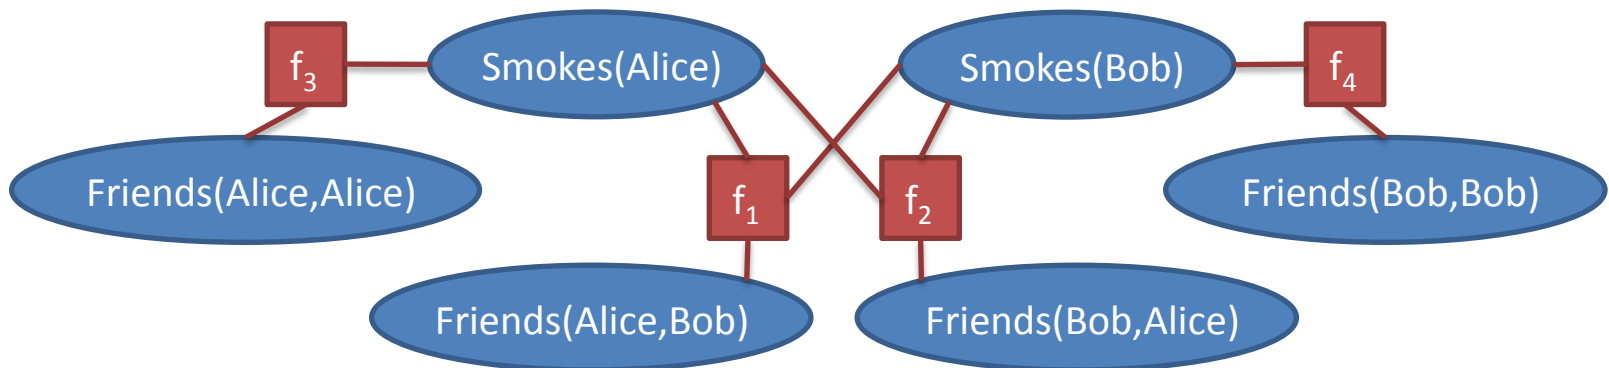 f3
Smokes(Alice)
Smokes(Bob)
f4
Friends(Alice,Alice)
f1
f2
Friends(Bob,Bob)
Friends(Alice,Bob)
Friends(Bob,Alice)